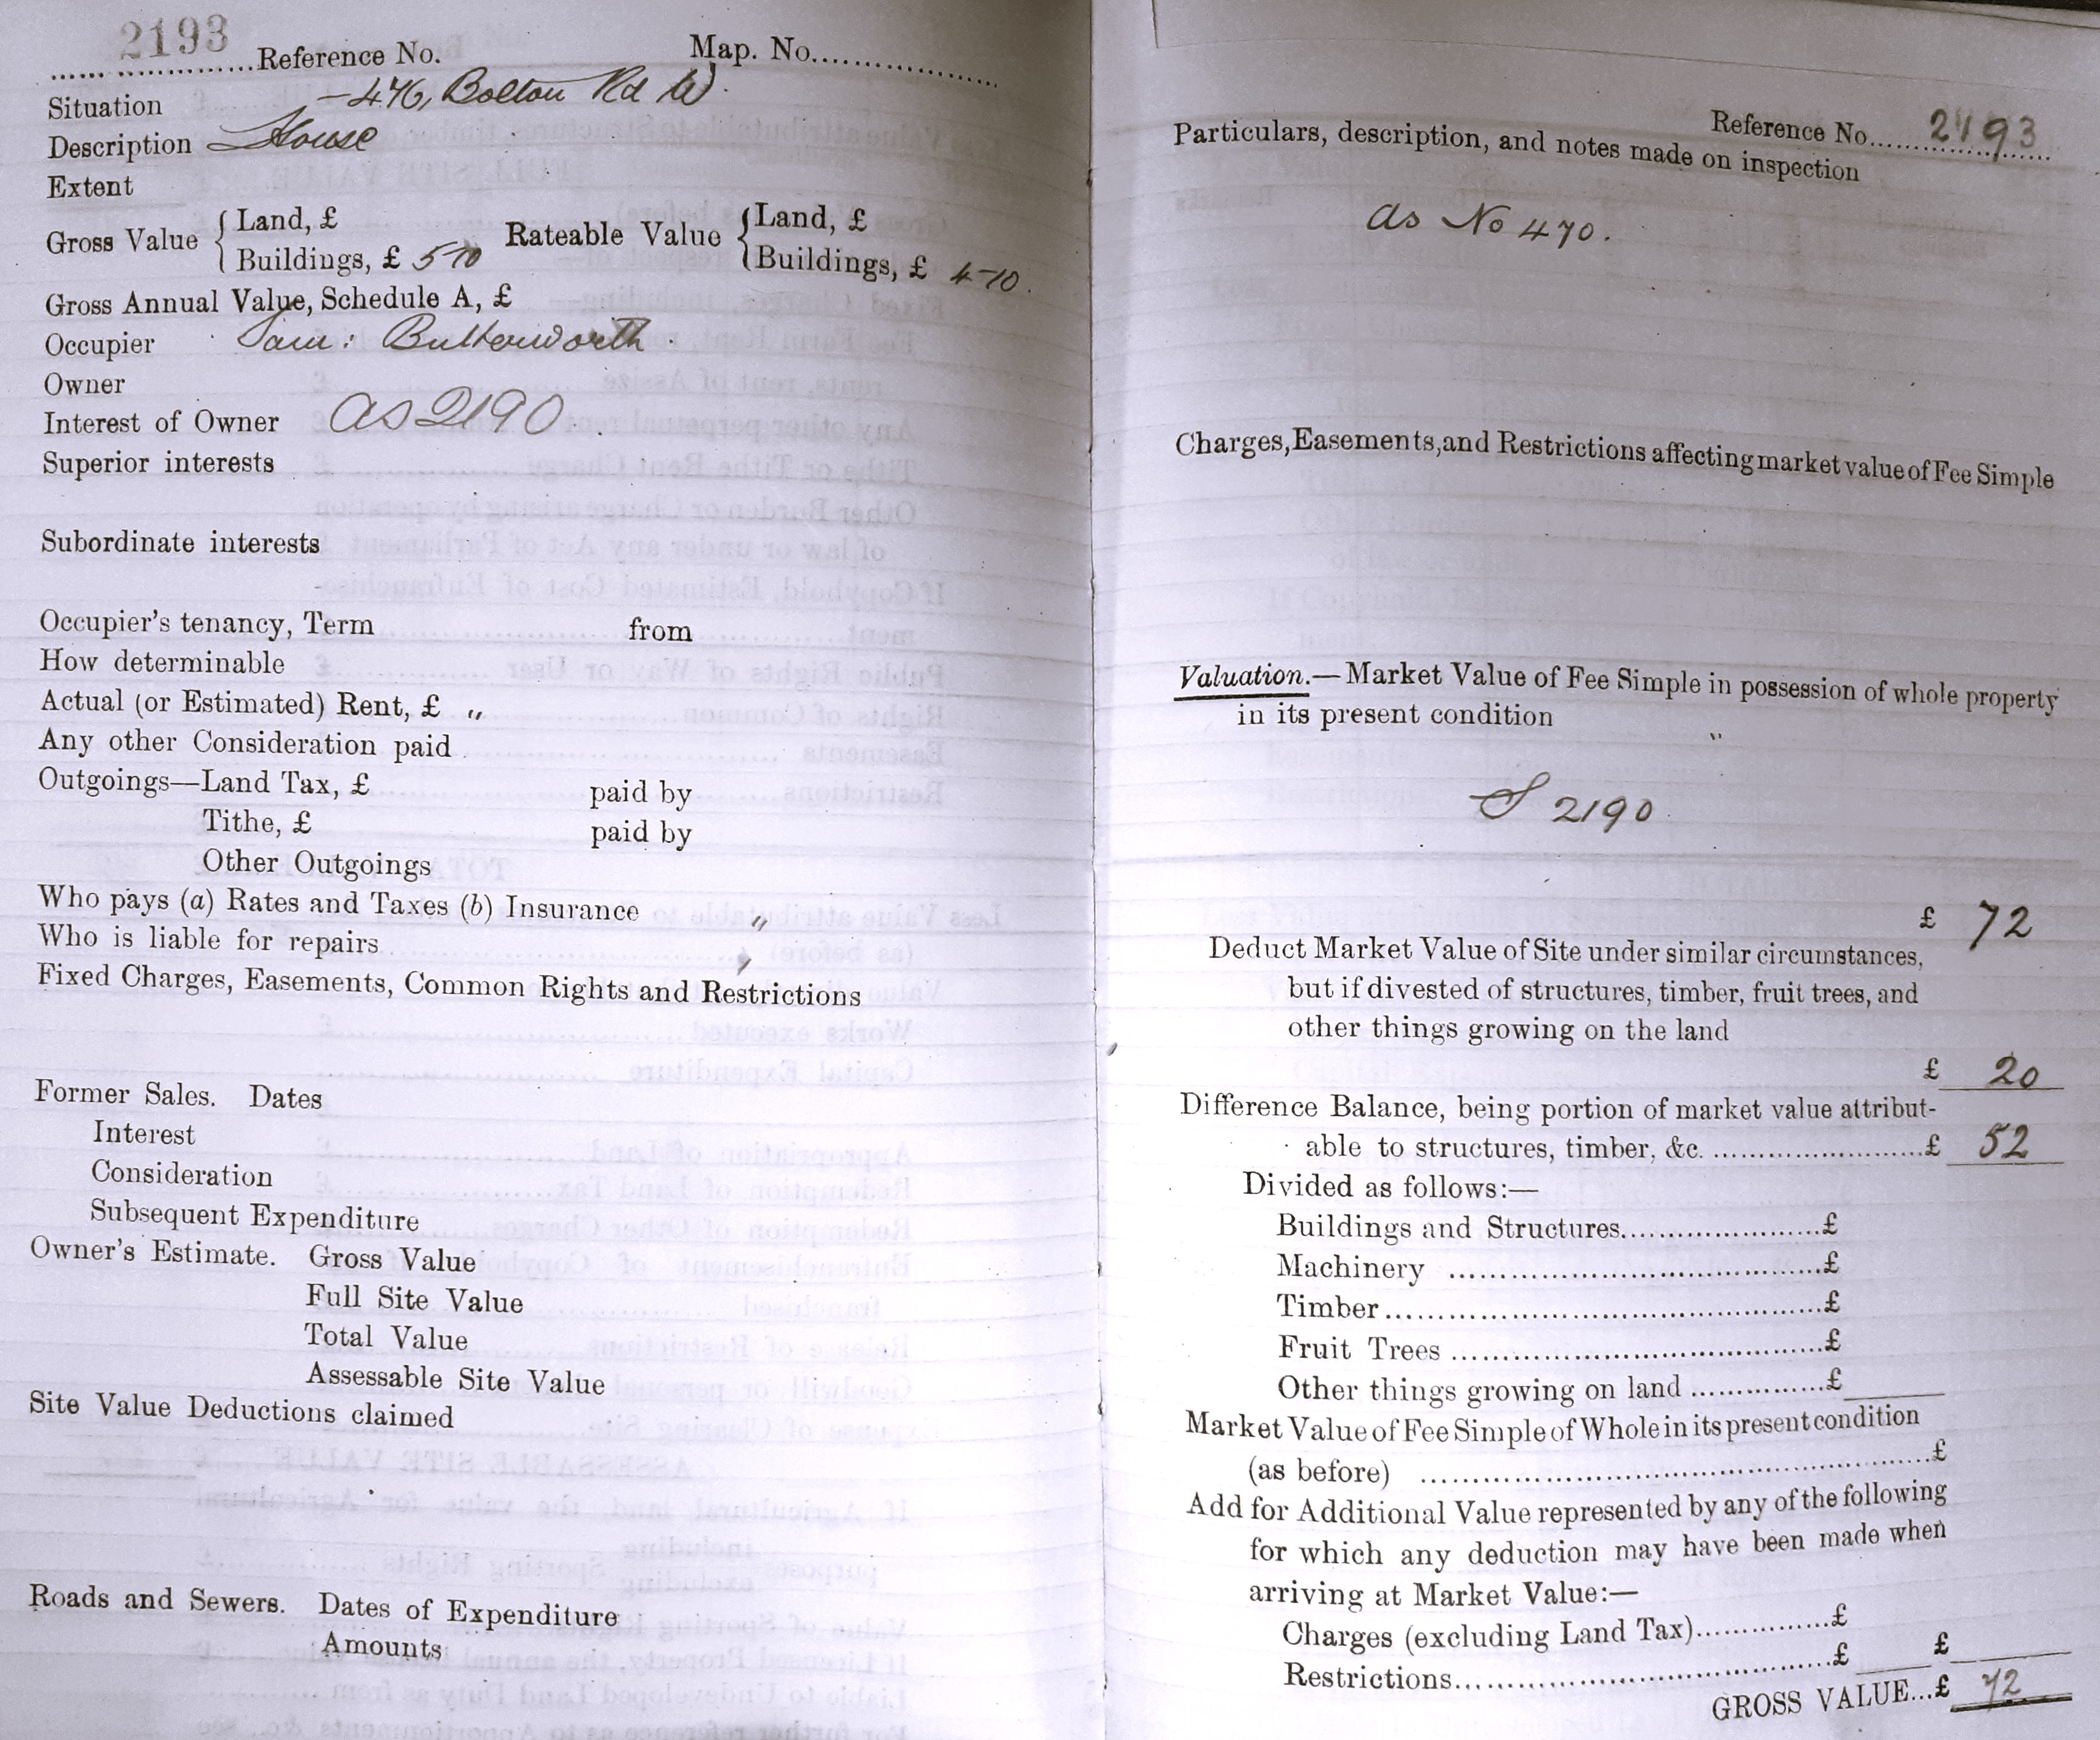 2193
Reference No. Map. No.
Situation -476, Bolton Rd W.
Description House
Extent
Gross Value { Land, £ Rateable Value { Land, £
Buildings, £ 5-10 Buildings, £ 4-10.
Gross Annual Value, Schedule A, £
Occupier Sam: Butterworth
Owner
Interest of Owner as 2190.
Superior interests
Subordinate interests
Occupier's tenancy, Term from
How determinable
Actual (or Estimated) Rent, £ "
Any other Consideration paid
Outgoings—Land Tax, £ paid by
Tithe, £ paid by
Other Outgoings
Who pays (a) Rates and Taxes (b) Insurance "
Who is liable for repairs
Fixed Charges, Easements, Common Rights and Restrictions
Former Sales. Dates
Interest
Consideration
Subsequent Expenditure
Owner's Estimate. Gross Value
Full Site Value
Total Value
Assessable Site Value
Site Value Deductions claimed
Roads and Sewers. Dates of Expenditure
Amounts
Reference No. 2193
Particulars, description, and notes made on inspection
as No 470.
Charges, Easements, and Restrictions affecting market value of Fee Simple
Valuation.—Market Value of Fee Simple in possession of whole property
in its present condition
"
S 2190
£ 72
Deduct Market Value of Site under similar circumstances,
but if divested of structures, timber, fruit trees, and
other things growing on the land
£ 20
Difference Balance, being portion of market value attribut-
able to structures, timber, &c. £ 52
Divided as follows:—
Buildings and Structures £
Machinery £
Timber £
Fruit Trees £
Other things growing on land £
Market Value of Fee Simple of Whole in its present condition
(as before) £
Add for Additional Value represented by any of the following
for which any deduction may have been made when
arriving at Market Value:—
Charges (excluding Land Tax) £
Restrictions £ £
GROSS VALUE...£ 72